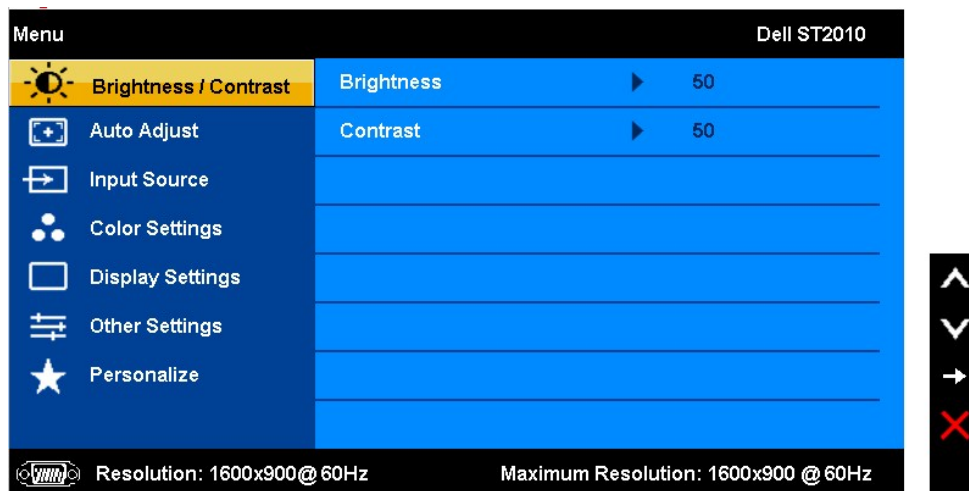 Menu Dell ST2010
Brightness / Contrast Brightness 50
Auto Adjust Contrast 50
Input Source
Color Settings
Display Settings
Other Settings
Personalize
Resolution: 1600x900@ 60Hz Maximum Resolution: 1600x900 @ 60Hz